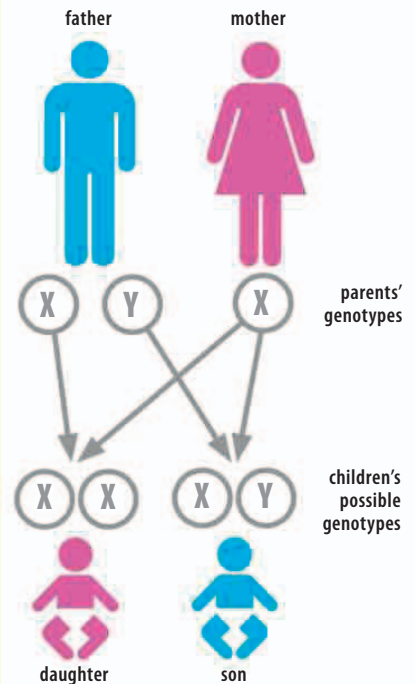 father mother
X Y X
parents'
genotypes
X X X Y
children's
possible
genotypes
daughter son